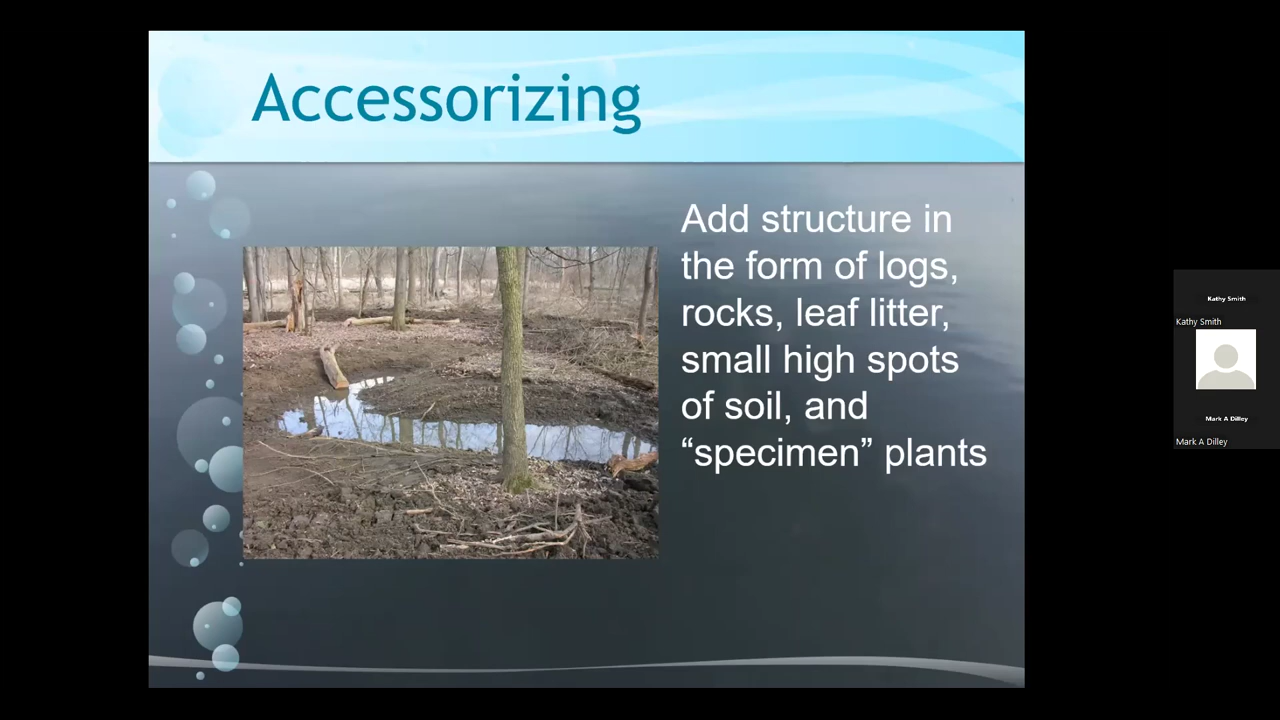 Accessorizing
Add structure in
the form of logs,
rocks, leaf litter,
small high spots
of soil, and
“specimen” plants
Kathy Smith
Kathy Smith
Mark A Dilley
Mark A Dilley